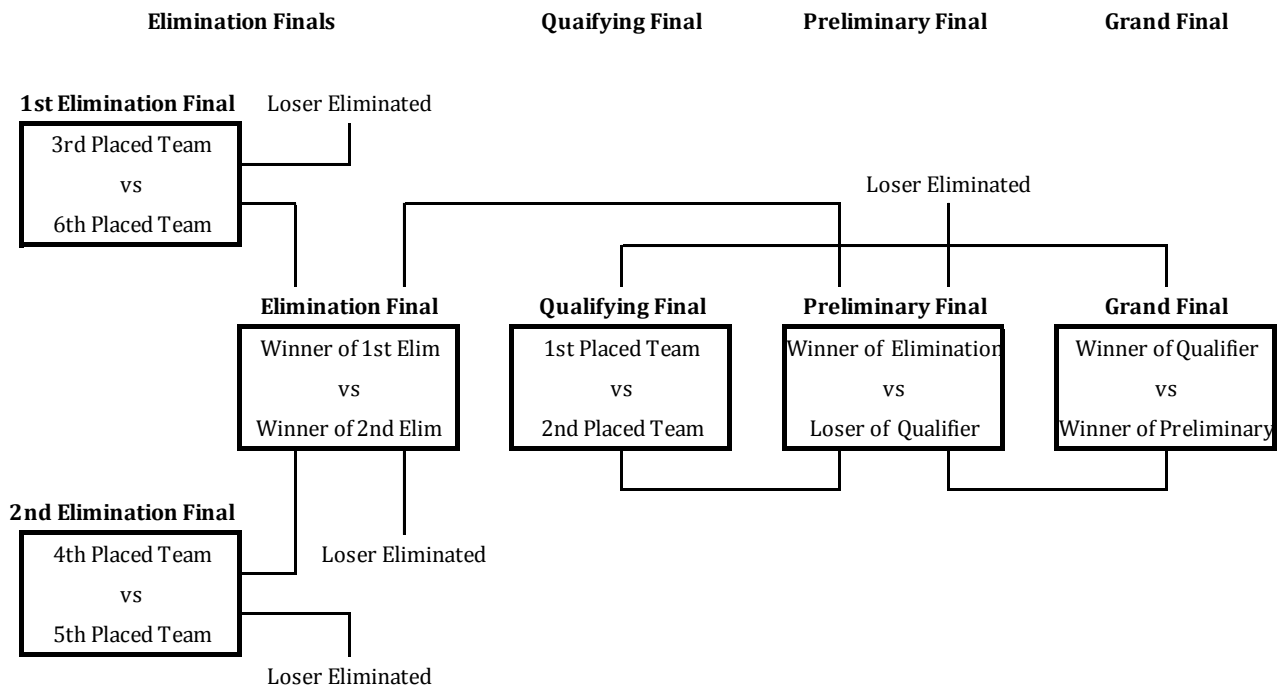 Elimination Finals
Quaifying Final
Preliminary Final
Grand Final
1st Elimination Final
Loser Eliminated
3rd Placed Team
vs
6th Placed Team
Loser Eliminated
Elimination Final
Winner of 1st Elim
vs
Winner of 2nd Elim
Qualifying Final
1st Placed Team
vs
2nd Placed Team
Preliminary Final
Winner of Elimination
vs
Loser of Qualifier
Grand Final
Winner of Qualifier
vs
Winner of Preliminary
2nd Elimination Final
4th Placed Team
vs
5th Placed Team
Loser Eliminated
Loser Eliminated